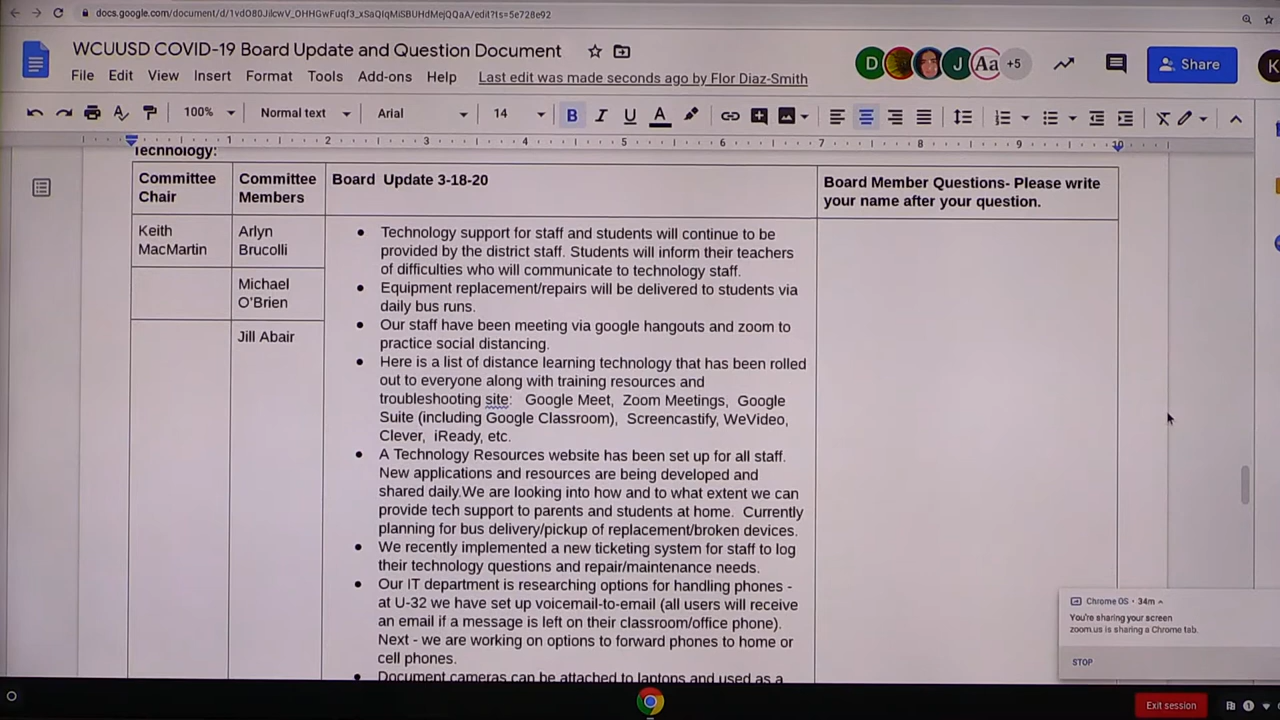 docs.google.com/document/d/1vdO80JilcwV_OHHGwFuqf3_xSaQIqMiSBUHdMejQQaA/edit?ts=5e728e92
WCUUSD COVID-19 Board Update and Question Document
D J Aa +5
Share
K
File Edit View Insert Format Tools Add-ons Help Last edit was made seconds ago by Flor Diaz-Smith
100% Normal text Arial 14 B I U A
1 2 3 4 5 6 7 8 9 10
Technology:
Committee Chair
Committee Members
Board Update 3-18-20
Board Member Questions- Please write
your name after your question.
Keith
MacMartin
Arlyn
Brucolli
Michael
O'Brien
Jill Abair
● Technology support for staff and students will continue to be
provided by the district staff. Students will inform their teachers
of difficulties who will communicate to technology staff.
● Equipment replacement/repairs will be delivered to students via
daily bus runs.
● Our staff have been meeting via google hangouts and zoom to
practice social distancing.
● Here is a list of distance learning technology that has been rolled
out to everyone along with training resources and
troubleshooting site: Google Meet, Zoom Meetings, Google
Suite (including Google Classroom), Screencastify, WeVideo,
Clever, iReady, etc.
● A Technology Resources website has been set up for all staff.
New applications and resources are being developed and
shared daily.We are looking into how and to what extent we can
provide tech support to parents and students at home. Currently
planning for bus delivery/pickup of replacement/broken devices.
● We recently implemented a new ticketing system for staff to log
their technology questions and repair/maintenance needs.
● Our IT department is researching options for handling phones -
at U-32 we have set up voicemail-to-email (all users will receive
an email if a message is left on their classroom/office phone).
Next - we are working on options to forward phones to home or
cell phones.
● Document cameras can be attached to laptops and used as a
Chrome OS • 34m
You're sharing your screen
zoom.us is sharing a Chrome tab.
STOP
Exit session
1